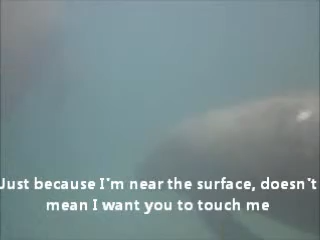 Just because I'm near the surface, doesn't
mean I want you to touch me